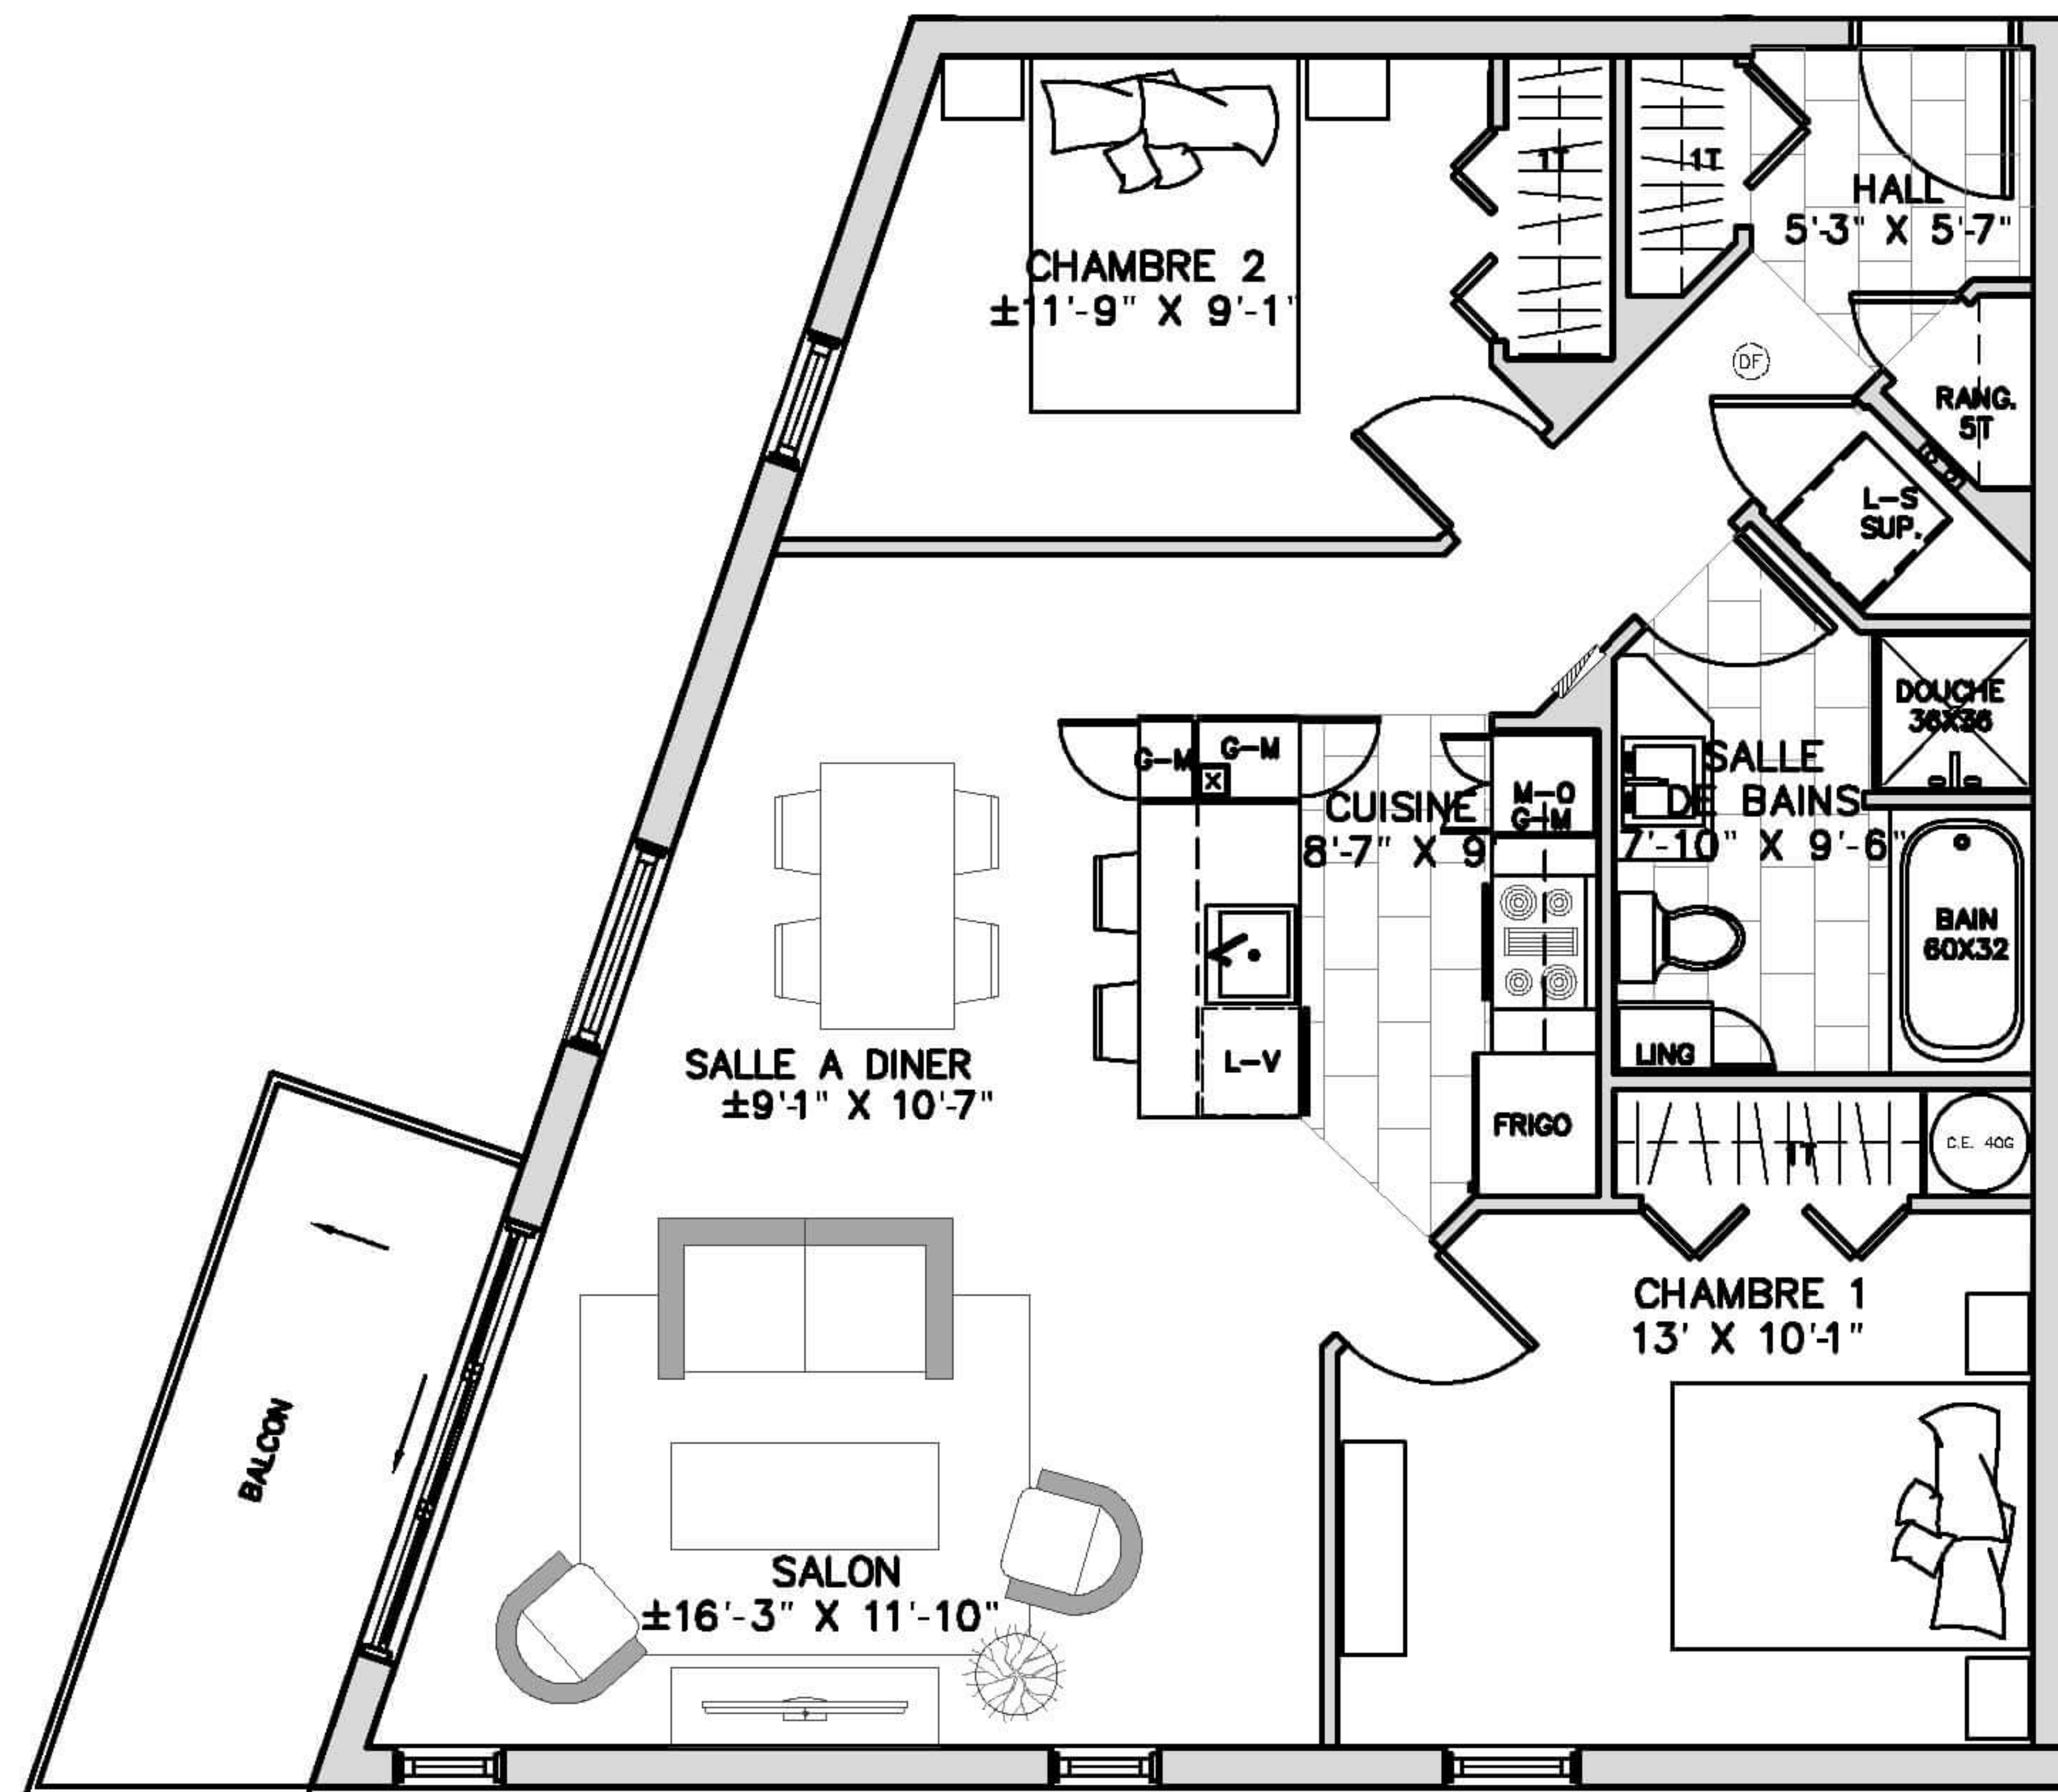 1T
1T
HALL
5'-3" X 5'-7"
CHAMBRE 2
±11'-9" X 9'-1"
DF
RANG.
5T
L-S
SUP.
DOUCHE
36X36
G-M
G-M
X
CUISINE
8'-7" X 9'
M-O
G-M
SALLE
DE BAINS
7'-10" X 9'-6"
BAIN
60X32
LING
SALLE A DINER
±9'-1" X 10'-7"
L-V
FRIGO
1T
C.E. 40G
CHAMBRE 1
13' X 10'-1"
BALCON
SALON
±16'-3" X 11'-10"